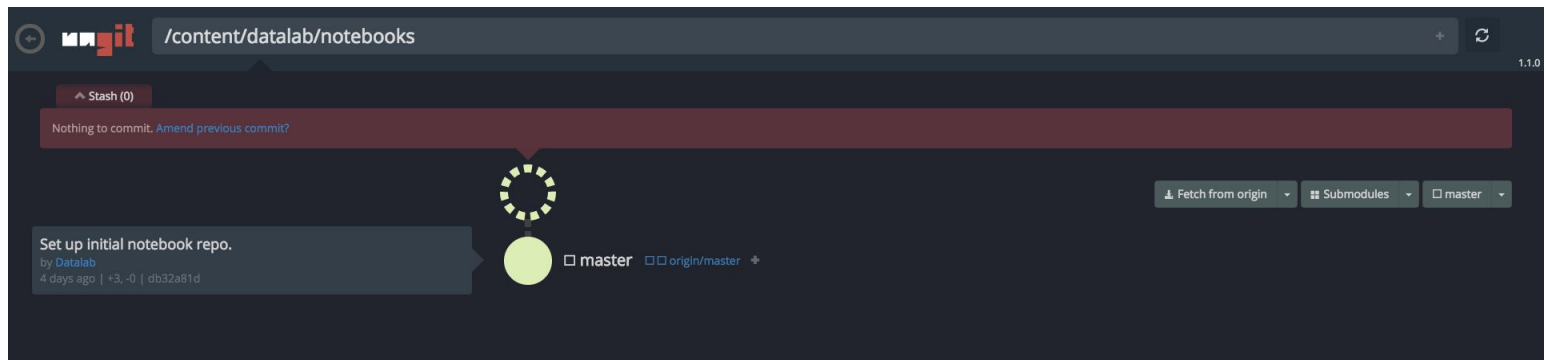 ungit
/content/datalab/notebooks
+
1.1.0
Stash (0)
Nothing to commit. Amend previous commit?
Fetch from origin
Submodules
master
Set up initial notebook repo.
by Datalab
4 days ago | +3, -0 | db32a81d
master origin/master +